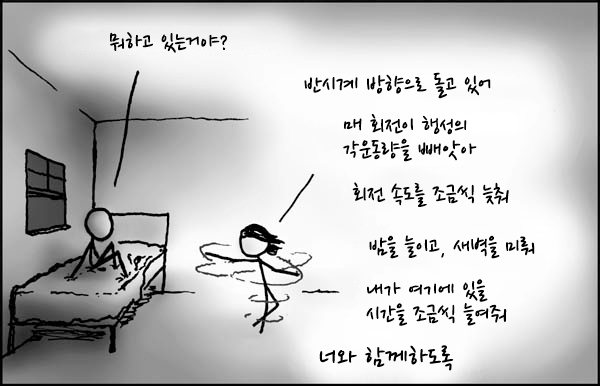 뭐하고 있는거야?
반시계 방향으로 돌고 있어
매 회전이 행성의
각운동량을 빼앗아
회전 속도를 조금씩 늦춰
밤을 늘이고, 새벽을 미뤄
내가 여기에 있을
시간을 조금씩 늘여줘
너와 함께하도록